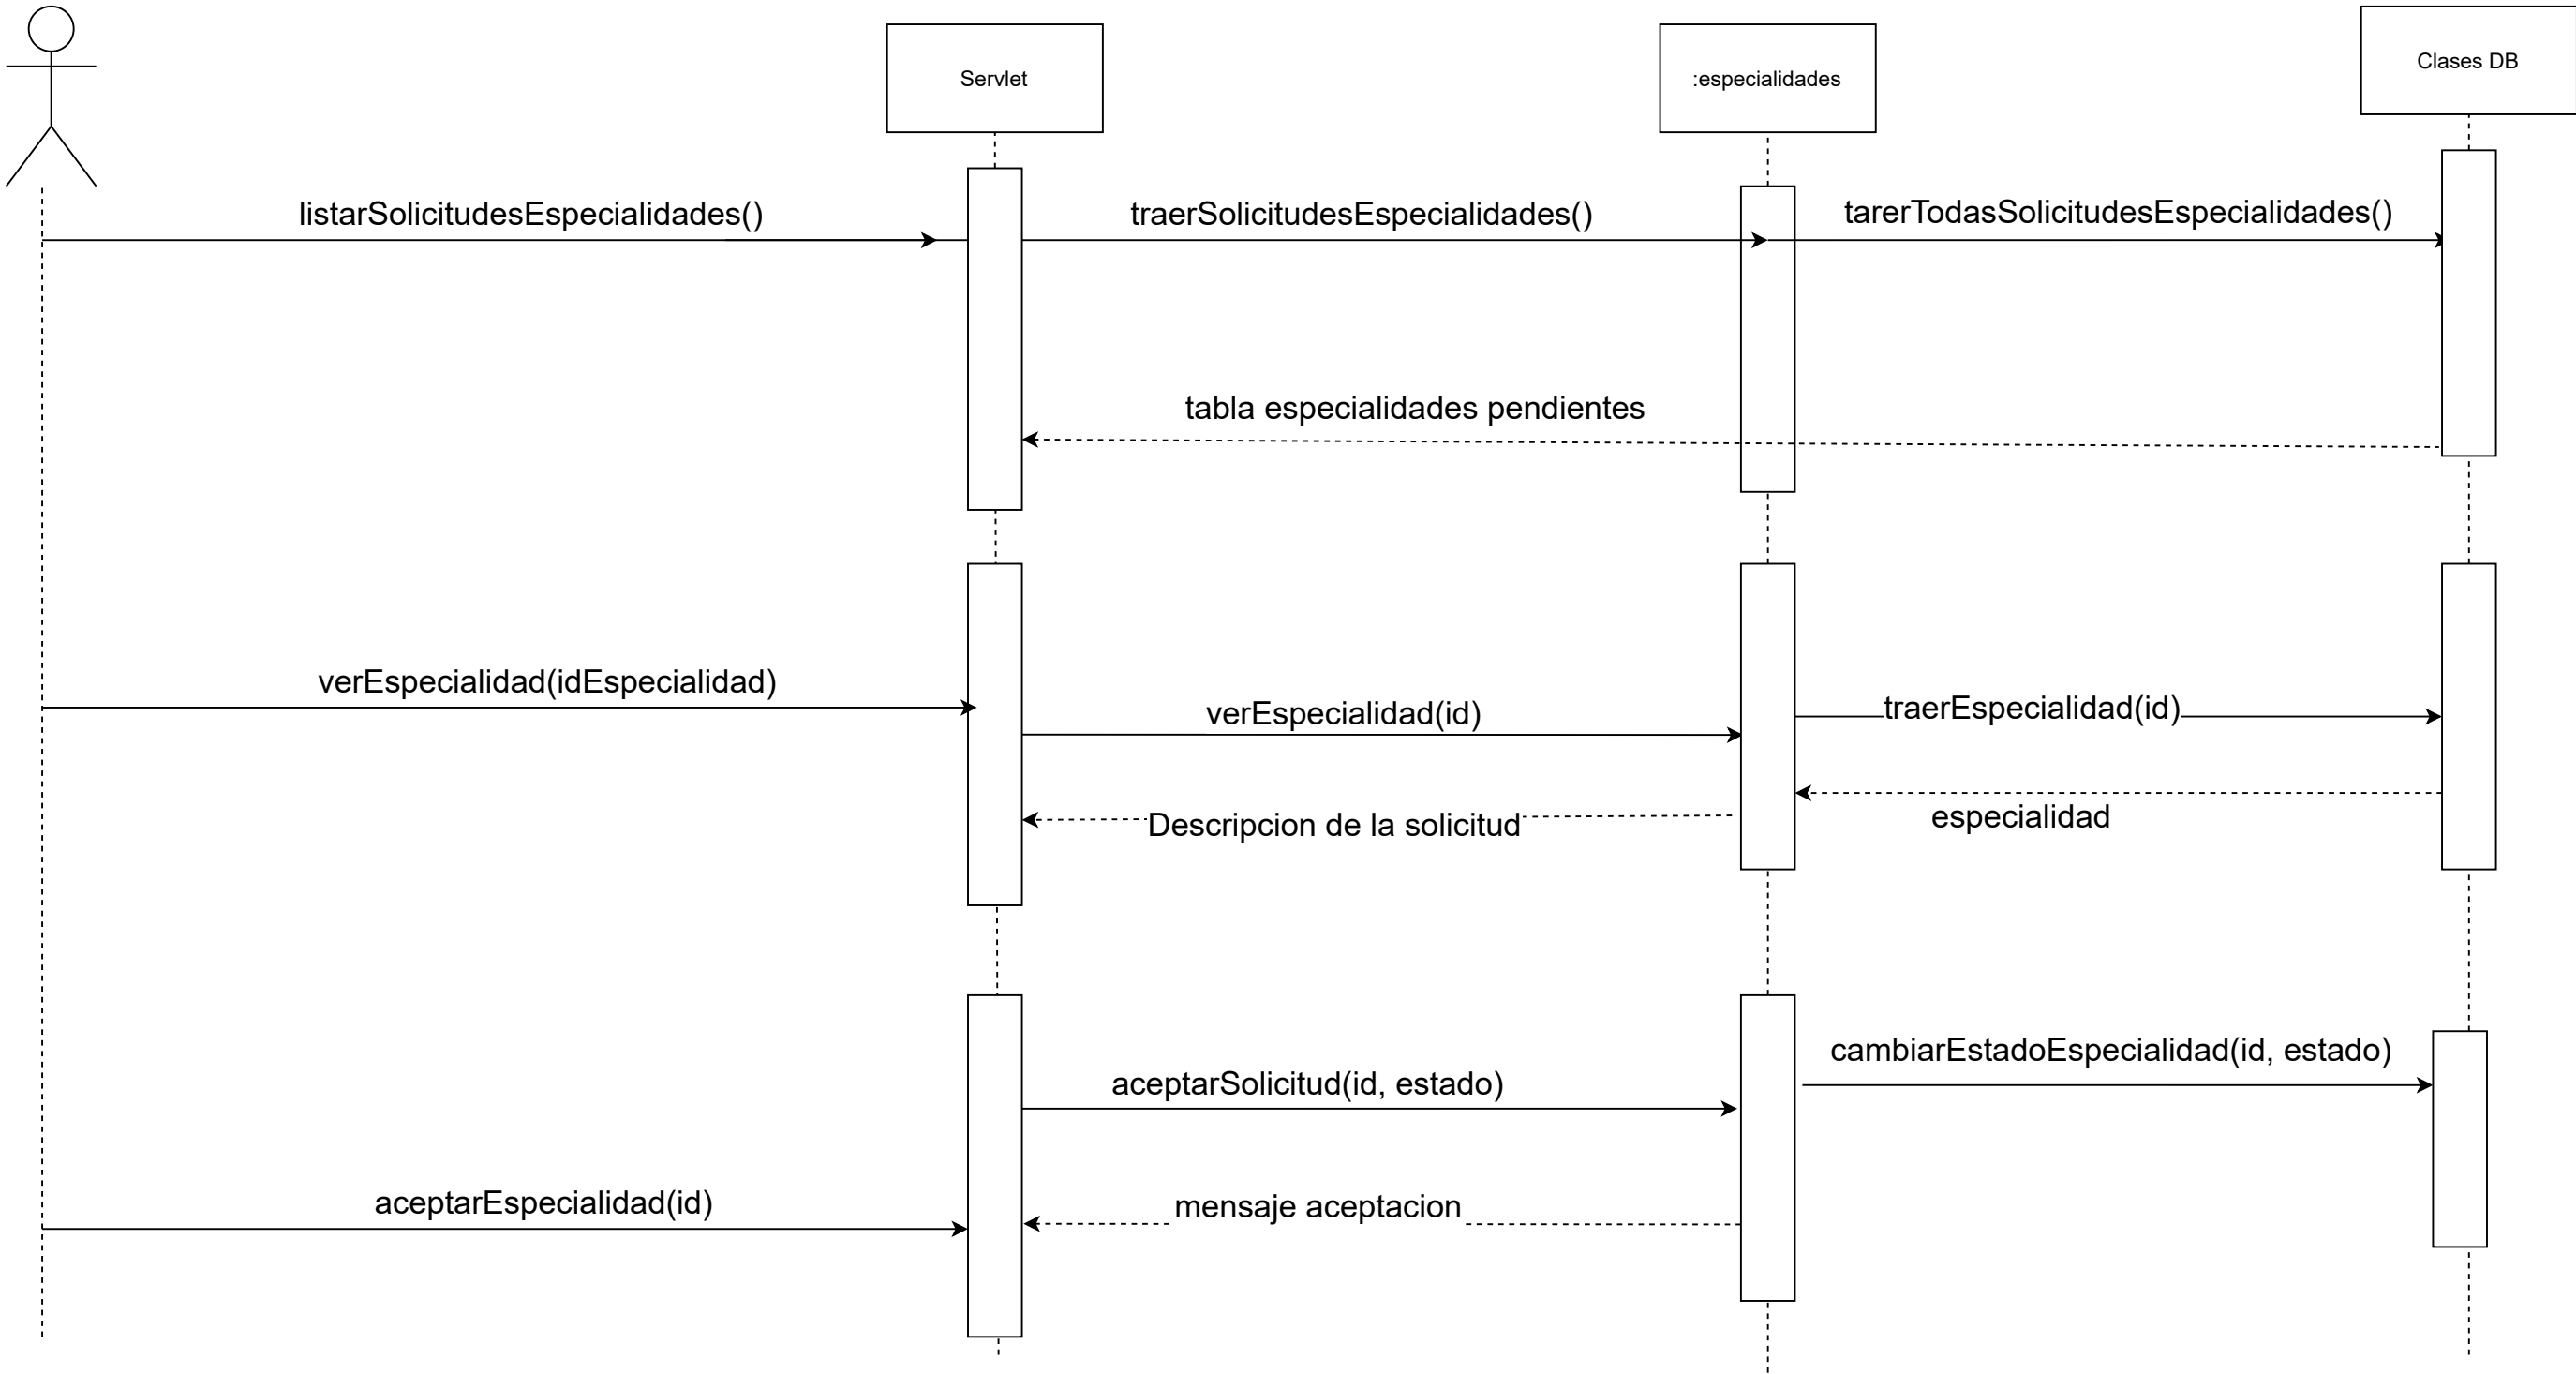 Servlet
:especialidades
Clases DB
listarSolicitudesEspecialidades()
traerSolicitudesEspecialidades()
tarerTodasSolicitudesEspecialidades()
tabla especialidades pendientes
verEspecialidad(idEspecialidad)
verEspecialidad(id)
traerEspecialidad(id)
Descripcion de la solicitud
especialidad
cambiarEstadoEspecialidad(id, estado)
aceptarSolicitud(id, estado)
aceptarEspecialidad(id)
mensaje aceptacion